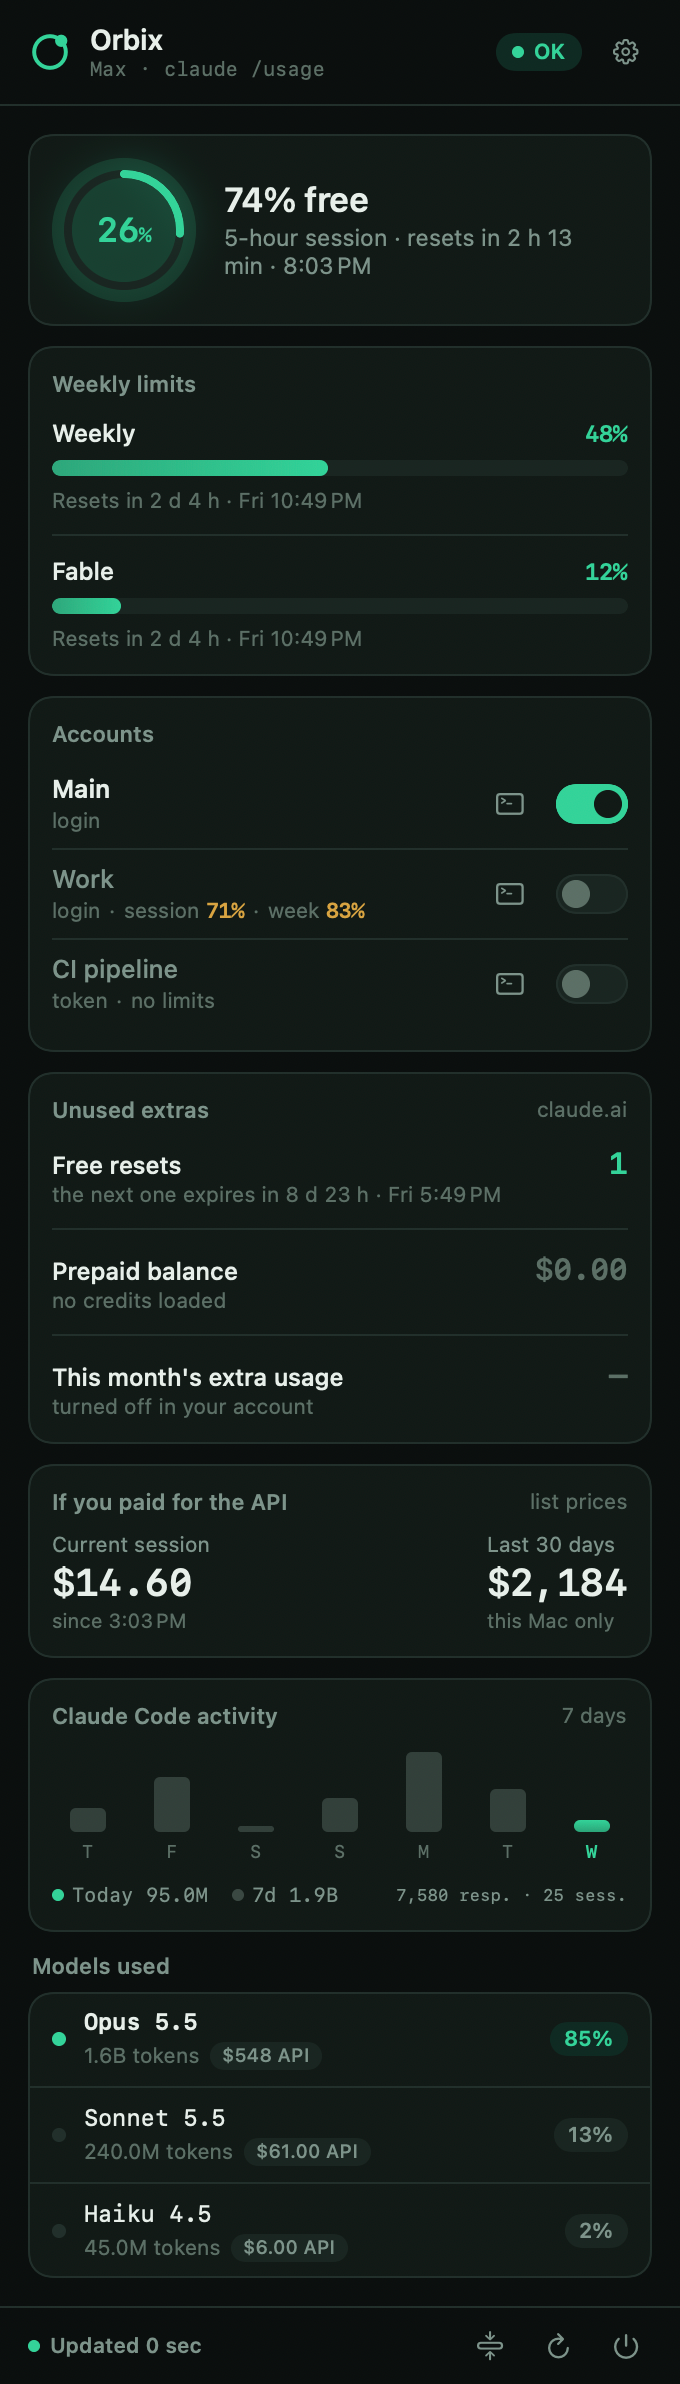 Orbix
Max · claude /usage
OK
26%
74% free
5-hour session · resets in 2 h 13
min · 8:03 PM
Weekly limits
Weekly
48%
Resets in 2 d 4 h · Fri 10:49 PM
Fable
12%
Resets in 2 d 4 h · Fri 10:49 PM
Accounts
Main
login
Work
login · session 71% · week 83%
CI pipeline
token · no limits
Unused extras
claude.ai
Free resets
1
the next one expires in 8 d 23 h · Fri 5:49 PM
Prepaid balance
$0.00
no credits loaded
This month's extra usage
—
turned off in your account
If you paid for the API
list prices
Current session
$14.60
since 3:03 PM
Last 30 days
$2,184
this Mac only
Claude Code activity
7 days
T F S S M T W
Today 95.0M 7d 1.9B 7,580 resp. · 25 sess.
Models used
Opus 5.5
1.6B tokens $548 API
85%
Sonnet 5.5
240.0M tokens $61.00 API
13%
Haiku 4.5
45.0M tokens $6.00 API
2%
Updated 0 sec